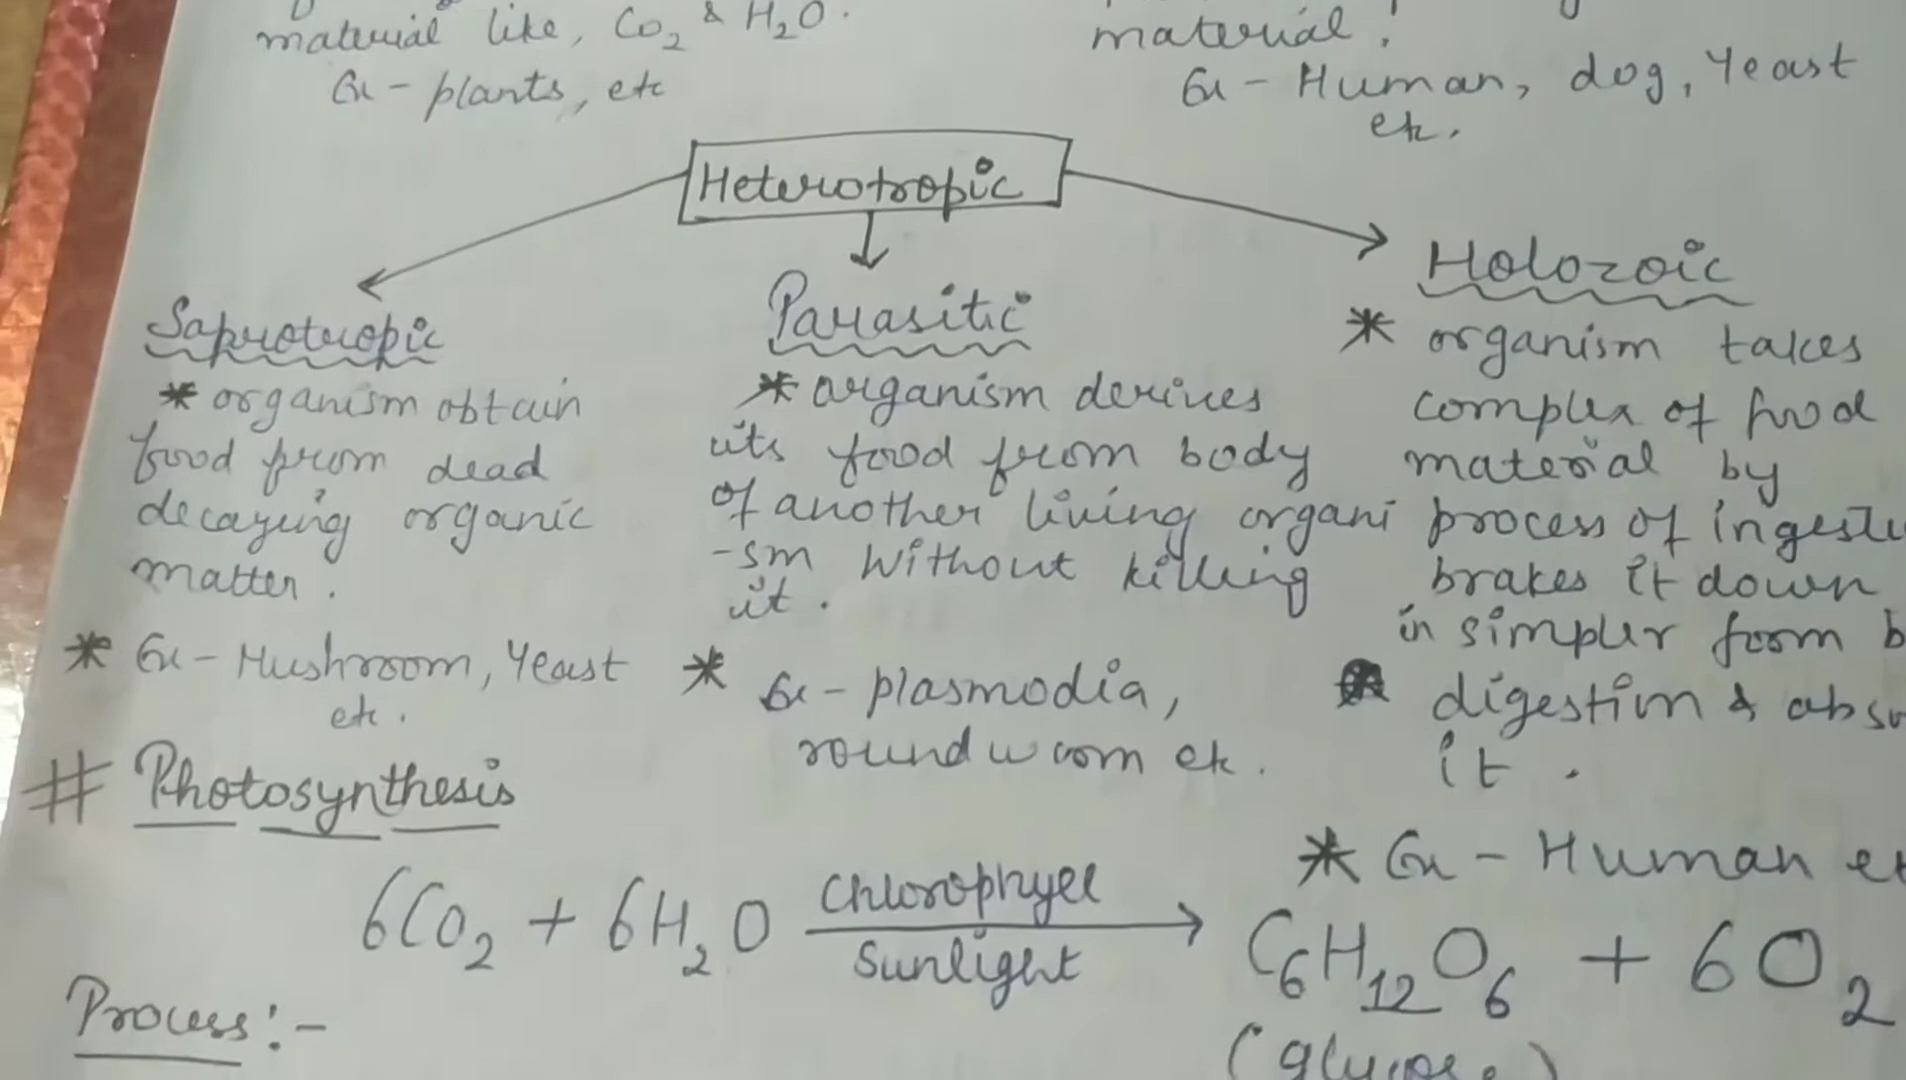 material like, Co2 & H2O.
Ex - plants, etc
material.
Ex - Human, dog, Yeast
etc.
Heterotropic
Saprotropic
* organism obtain
food from dead
decaying organic
matter.
* Ex - Mushroom, Yeast
etc.
Parasitic
* organism derives
its food from body
of another living organi
-sm without killing
it.
* Ex - plasmodia,
roundworm etc.
Holozoic
* organism takes
complex of food
material by
process of ingesti
brakes it down
in simpler form b
digestion & abso
it.
* Ex - Human et
# Photosynthesis
6CO2 + 6H2O Chlorophyll Sunlight → C6H12O6 + 6O2
(glucose)
Process:-